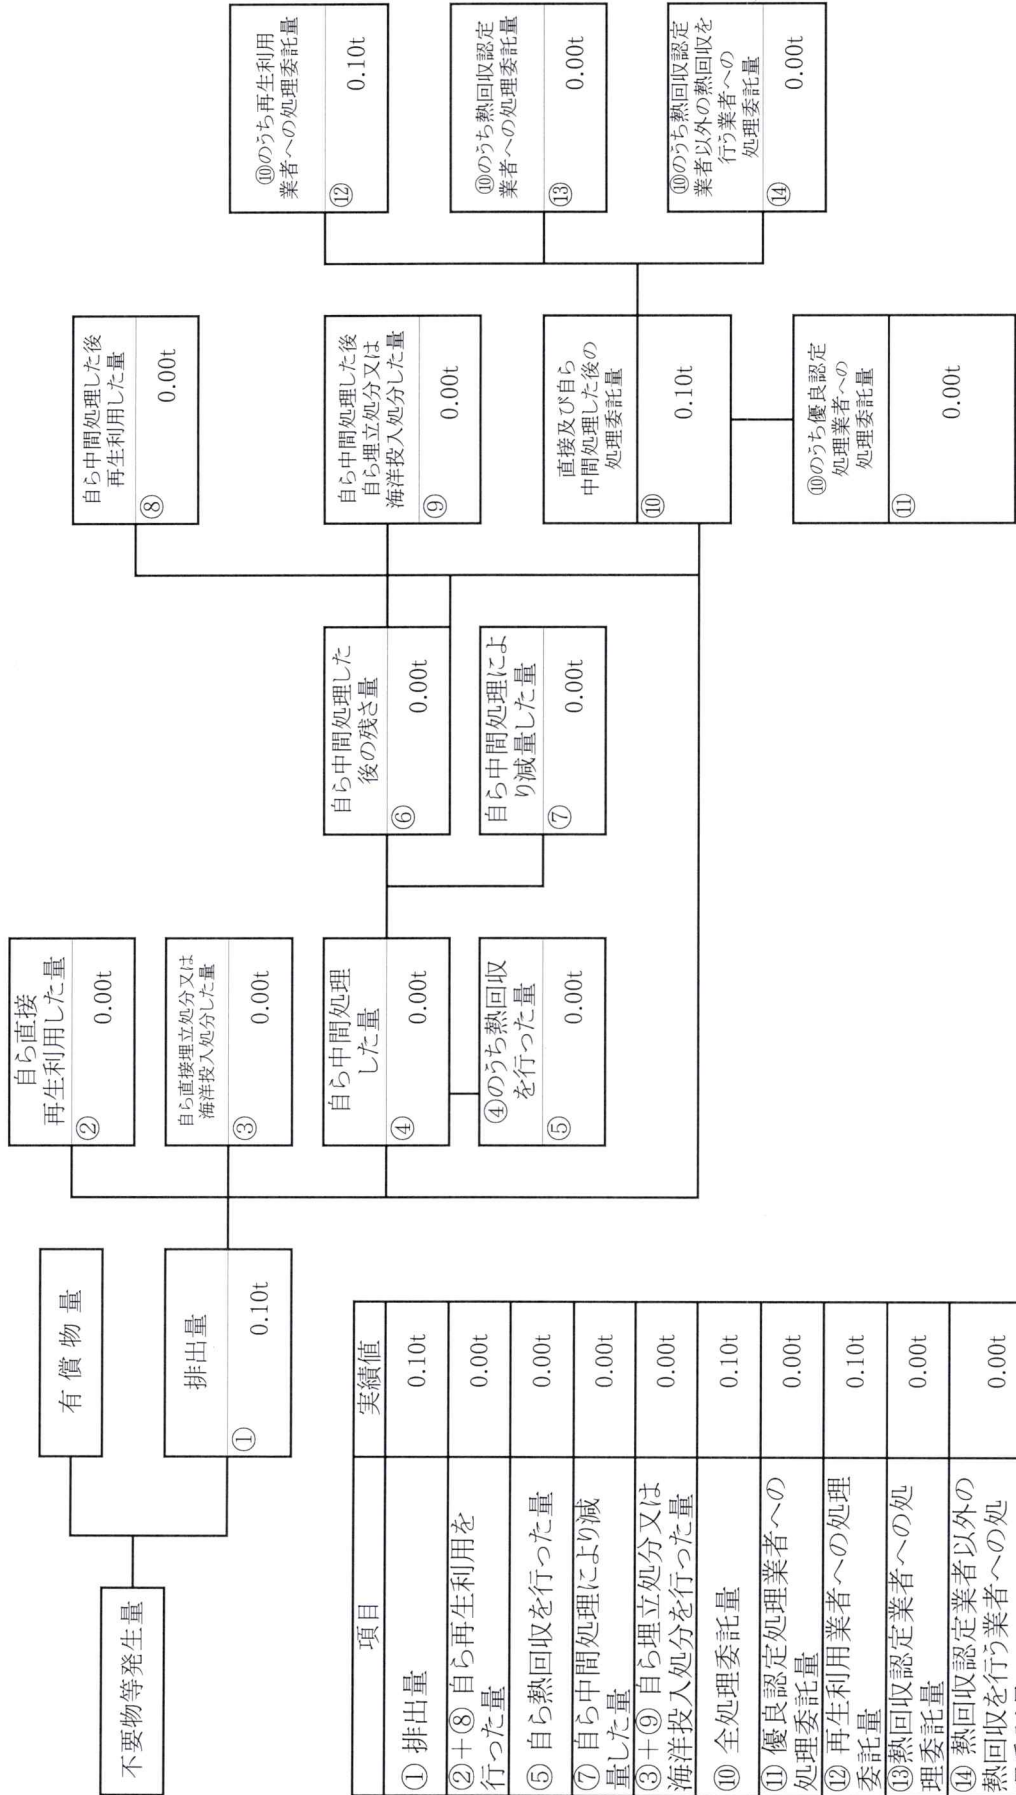 不要物等発生量
有償物量
排出量
①
0.10t
自ら直接
再生利用した量
②
0.00t
自ら直接埋立処分又は
海洋投入処分した量
③
0.00t
自ら中間処理
した量
④
0.00t
④のうち熱回収
を行った量
⑤
0.00t
自ら中間処理した
後の残さ量
⑥
0.00t
自ら中間処理によ
り減量した量
⑦
0.00t
自ら中間処理した後
再生利用した量
⑧
0.00t
自ら中間処理した後
自ら埋立処分又は
海洋投入処分した量
⑨
0.00t
直接及び自ら
中間処理した後の
処理委託量
⑩
0.10t
⑩のうち優良認定
処理業者への
処理委託量
⑪
0.00t
⑩のうち再生利用
業者への処理委託量
⑫
0.10t
⑩のうち熱回収認定
業者への処理委託量
⑬
0.00t
⑩のうち熱回収認定
業者以外の熱回収を
行う業者への
処理委託量
⑭
0.00t
項目
実績値
① 排出量
0.10t
②+⑧ 自ら再生利用を
行った量
0.00t
⑤ 自ら熱回収を行った量
0.00t
⑦ 自ら中間処理により減
量した量
0.00t
③+⑨ 自ら埋立処分又は
海洋投入処分を行った量
0.00t
⑩ 全処理委託量
0.10t
⑪ 優良認定処理業者への
処理委託量
0.00t
⑫ 再生利用業者への処理
委託量
0.10t
⑬熱回収認定業者への処
理委託量
0.00t
⑭ 熱回収認定業者以外の
熱回収を行う業者への処
0.00t